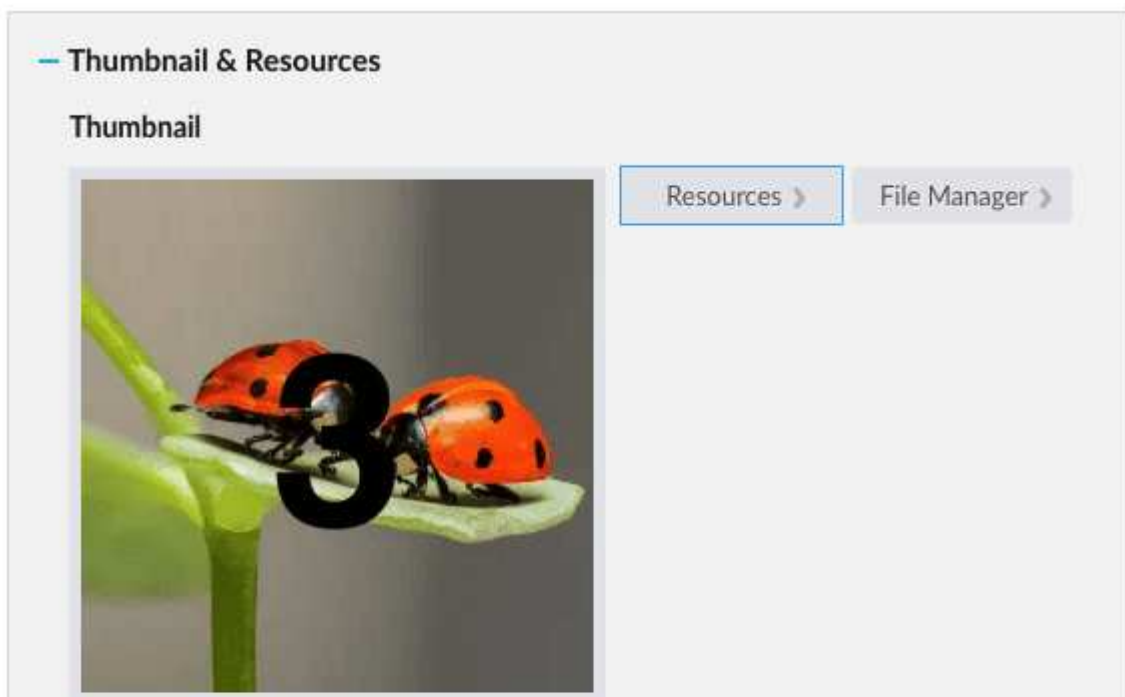 Thumbnail & Resources
Thumbnail
Resources
File Manager
3